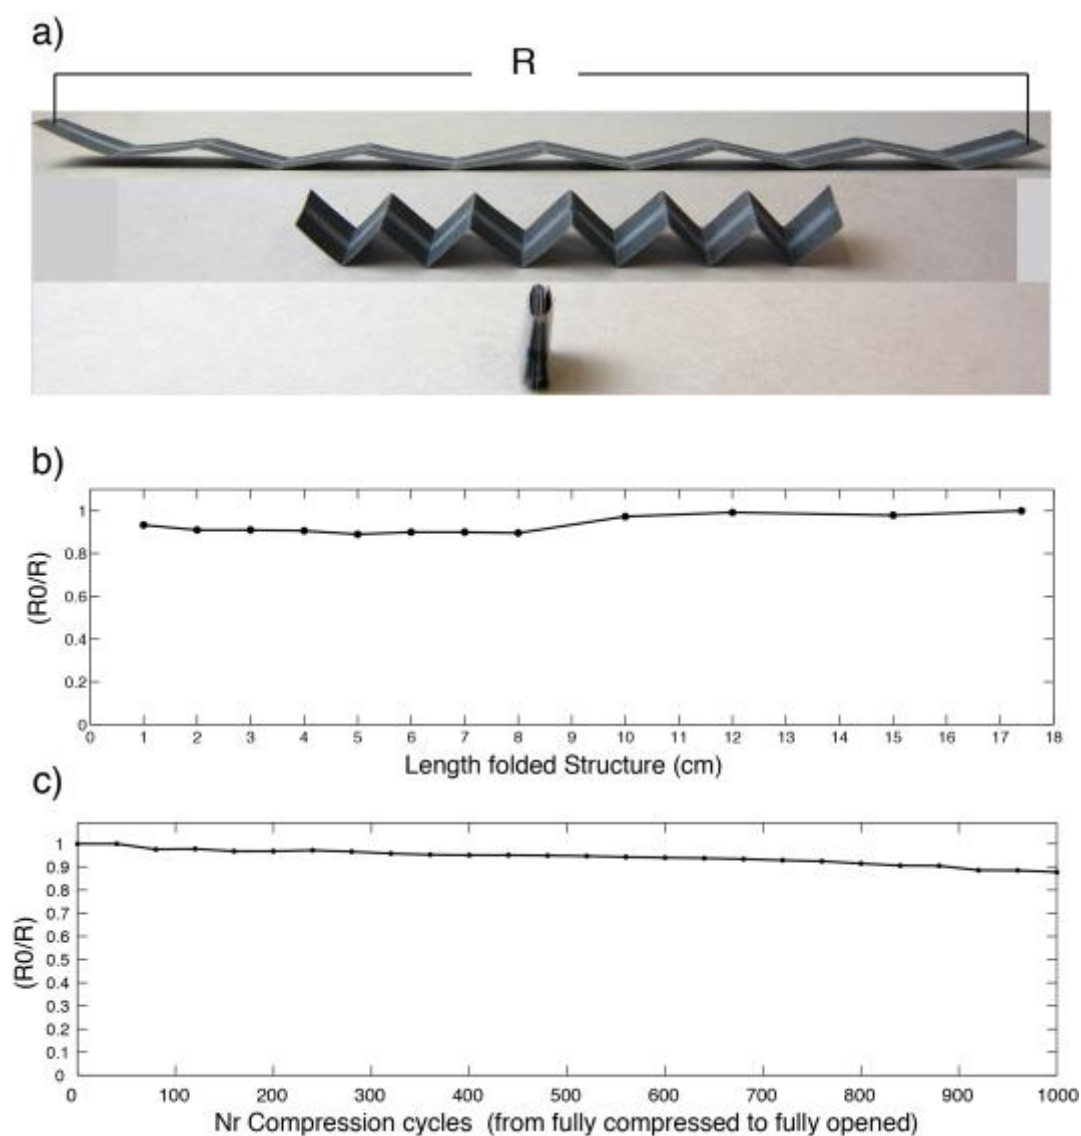 a)
R
b)
1
0.8
0.6
0.4
0.2
0
(R0/R)
0 1 2 3 4 5 6 7 8 9 10 11 12 13 14 15 16 17 18
Length folded Structure (cm)
c)
1
0.9
0.8
0.7
0.6
0.5
0.4
0.3
0.2
0.1
0
(R0/R)
0 100 200 300 400 500 600 700 800 900 1000
Nr Compression cycles (from fully compressed to fully opened)